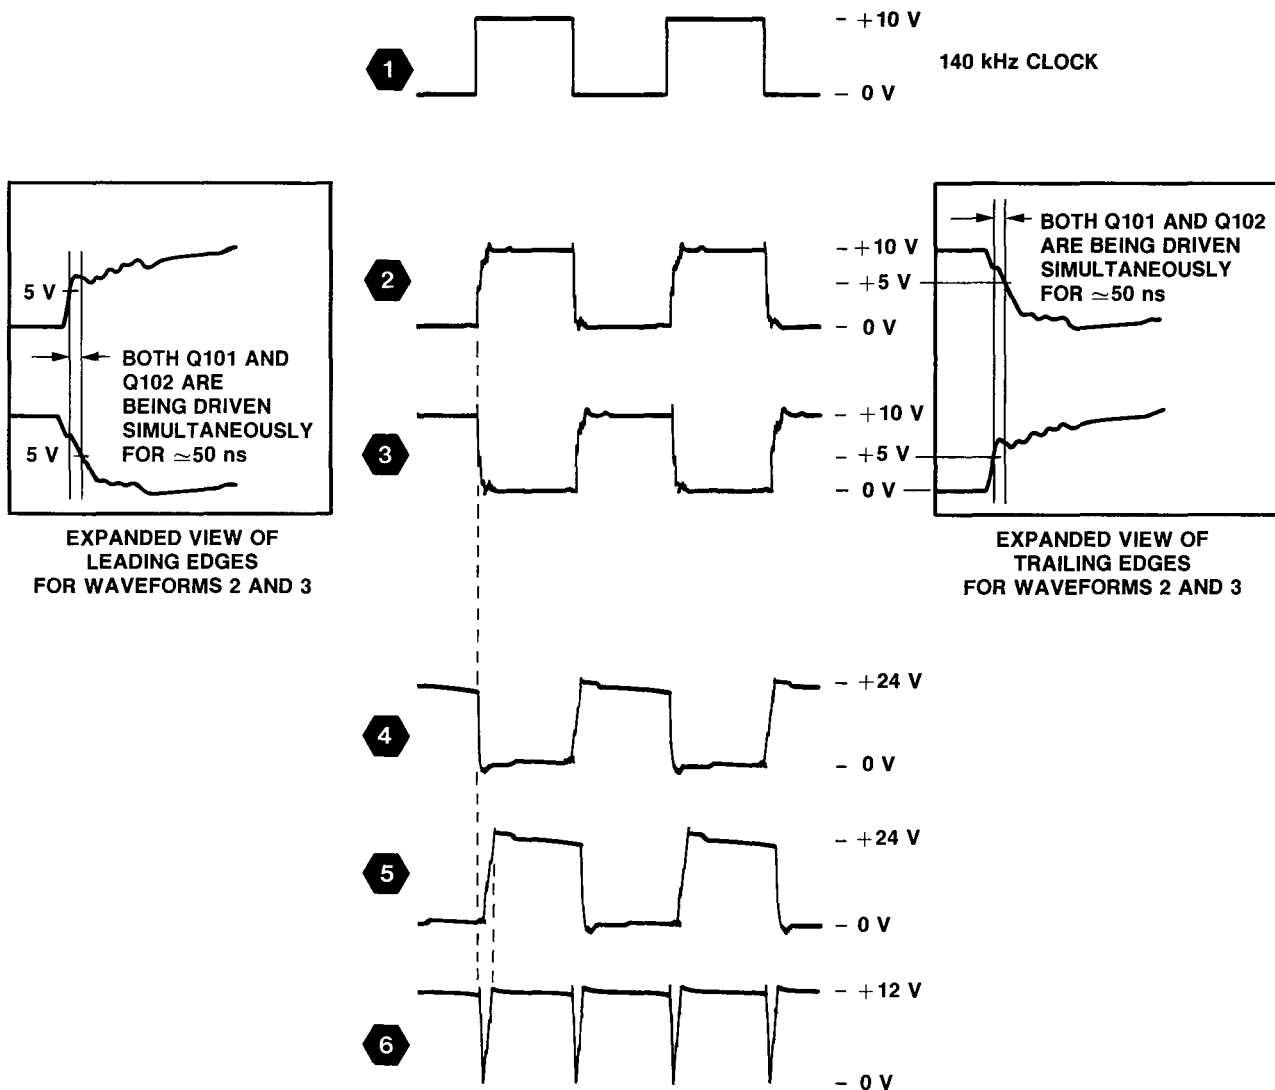 1
– +10 V
– 0 V
140 kHz CLOCK
5 V
BOTH Q101 AND
Q102 ARE
BEING DRIVEN
SIMULTANEOUSLY
FOR ≃50 ns
5 V
EXPANDED VIEW OF
LEADING EDGES
FOR WAVEFORMS 2 AND 3
2
– +10 V
– +5 V
– 0 V
3
– +10 V
– +5 V
– 0 V
BOTH Q101 AND Q102
ARE BEING DRIVEN
SIMULTANEOUSLY
FOR ≃50 ns
EXPANDED VIEW OF
TRAILING EDGES
FOR WAVEFORMS 2 AND 3
4
– +24 V
– 0 V
5
– +24 V
– 0 V
6
– +12 V
– 0 V